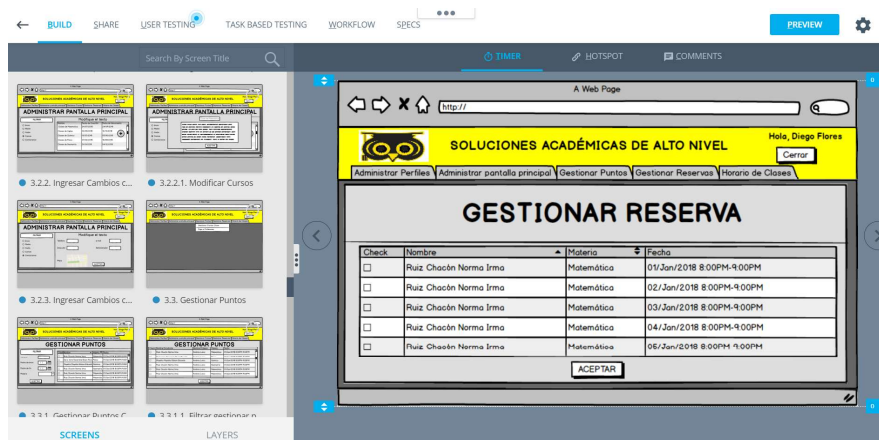 BUILD SHARE USER TESTING TASK BASED TESTING WORKFLOW SPECS PREVIEW
Search By Screen Title
TIMER HOTSPOT COMMENTS
ADMINISTRAR PANTALLA PRINCIPAL
ADMINISTRAR PANTALLA PRINCIPAL
3.2.2. Ingresar Cambios c...
3.2.2.1. Modificar Cursos
ADMINISTRAR PANTALLA PRINCIPAL
3.2.3. Ingresar Cambios c...
3.3. Gestionar Puntos
GESTIONAR PUNTOS
GESTIONAR PUNTOS
3.3.1. Gestionar Puntos C...
3.3.1.1. Filtrar gestionar p...
SCREENS LAYERS
A Web Page
http://
SOLUCIONES ACADÉMICAS DE ALTO NIVEL
Hola, Diego Flores
Cerrar
Administrar Perfiles Administrar pantalla principal Gestionar Puntos Gestionar Reservas Horario de Clases
GESTIONAR RESERVA
Check Nombre Materia Fecha
Ruiz Chacón Norma Irma Matemática 01/Jan/2018 8:00PM-9:00PM
Ruiz Chacón Norma Irma Matemática 02/Jan/2018 8:00PM-9:00PM
Ruiz Chacón Norma Irma Matemática 03/Jan/2018 8:00PM-9:00PM
Ruiz Chacón Norma Irma Matemática 04/Jan/2018 8:00PM-9:00PM
Ruiz Chacón Norma Irma Matemática 05/Jan/2018 8:00PM-9:00PM
ACEPTAR